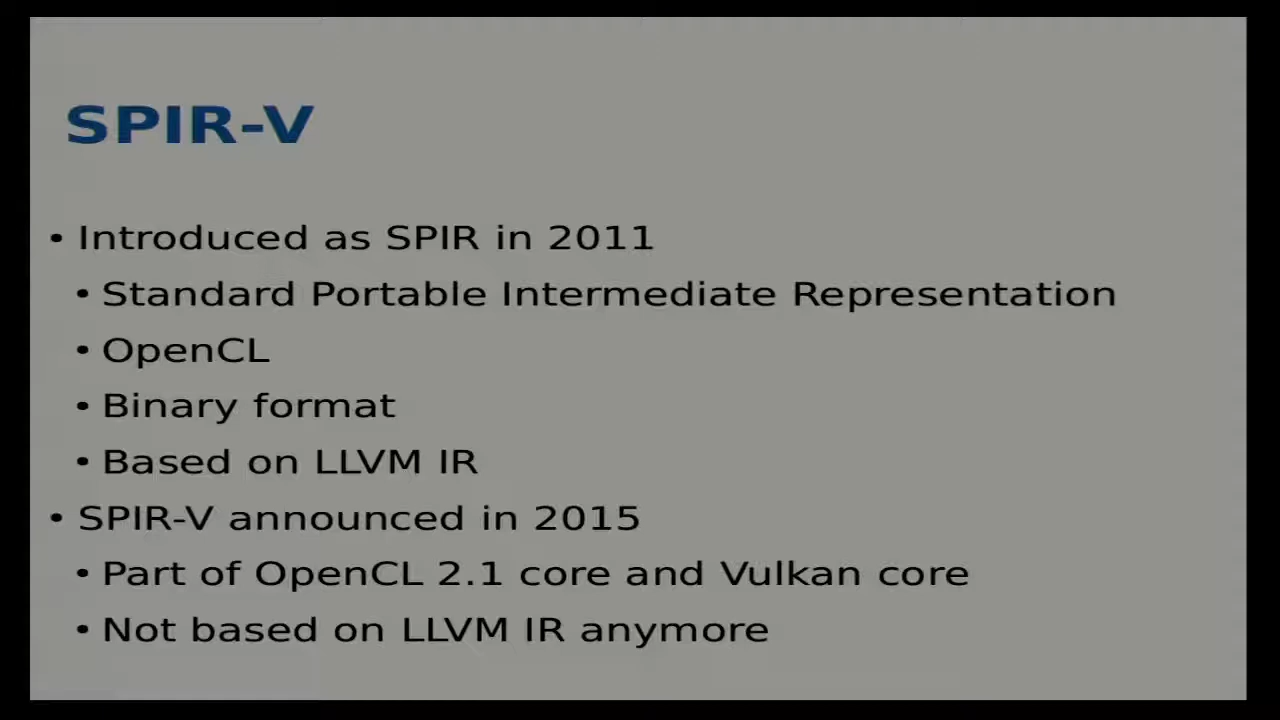 SPIR-V
• Introduced as SPIR in 2011
• Standard Portable Intermediate Representation
• OpenCL
• Binary format
• Based on LLVM IR
• SPIR-V announced in 2015
• Part of OpenCL 2.1 core and Vulkan core
• Not based on LLVM IR anymore